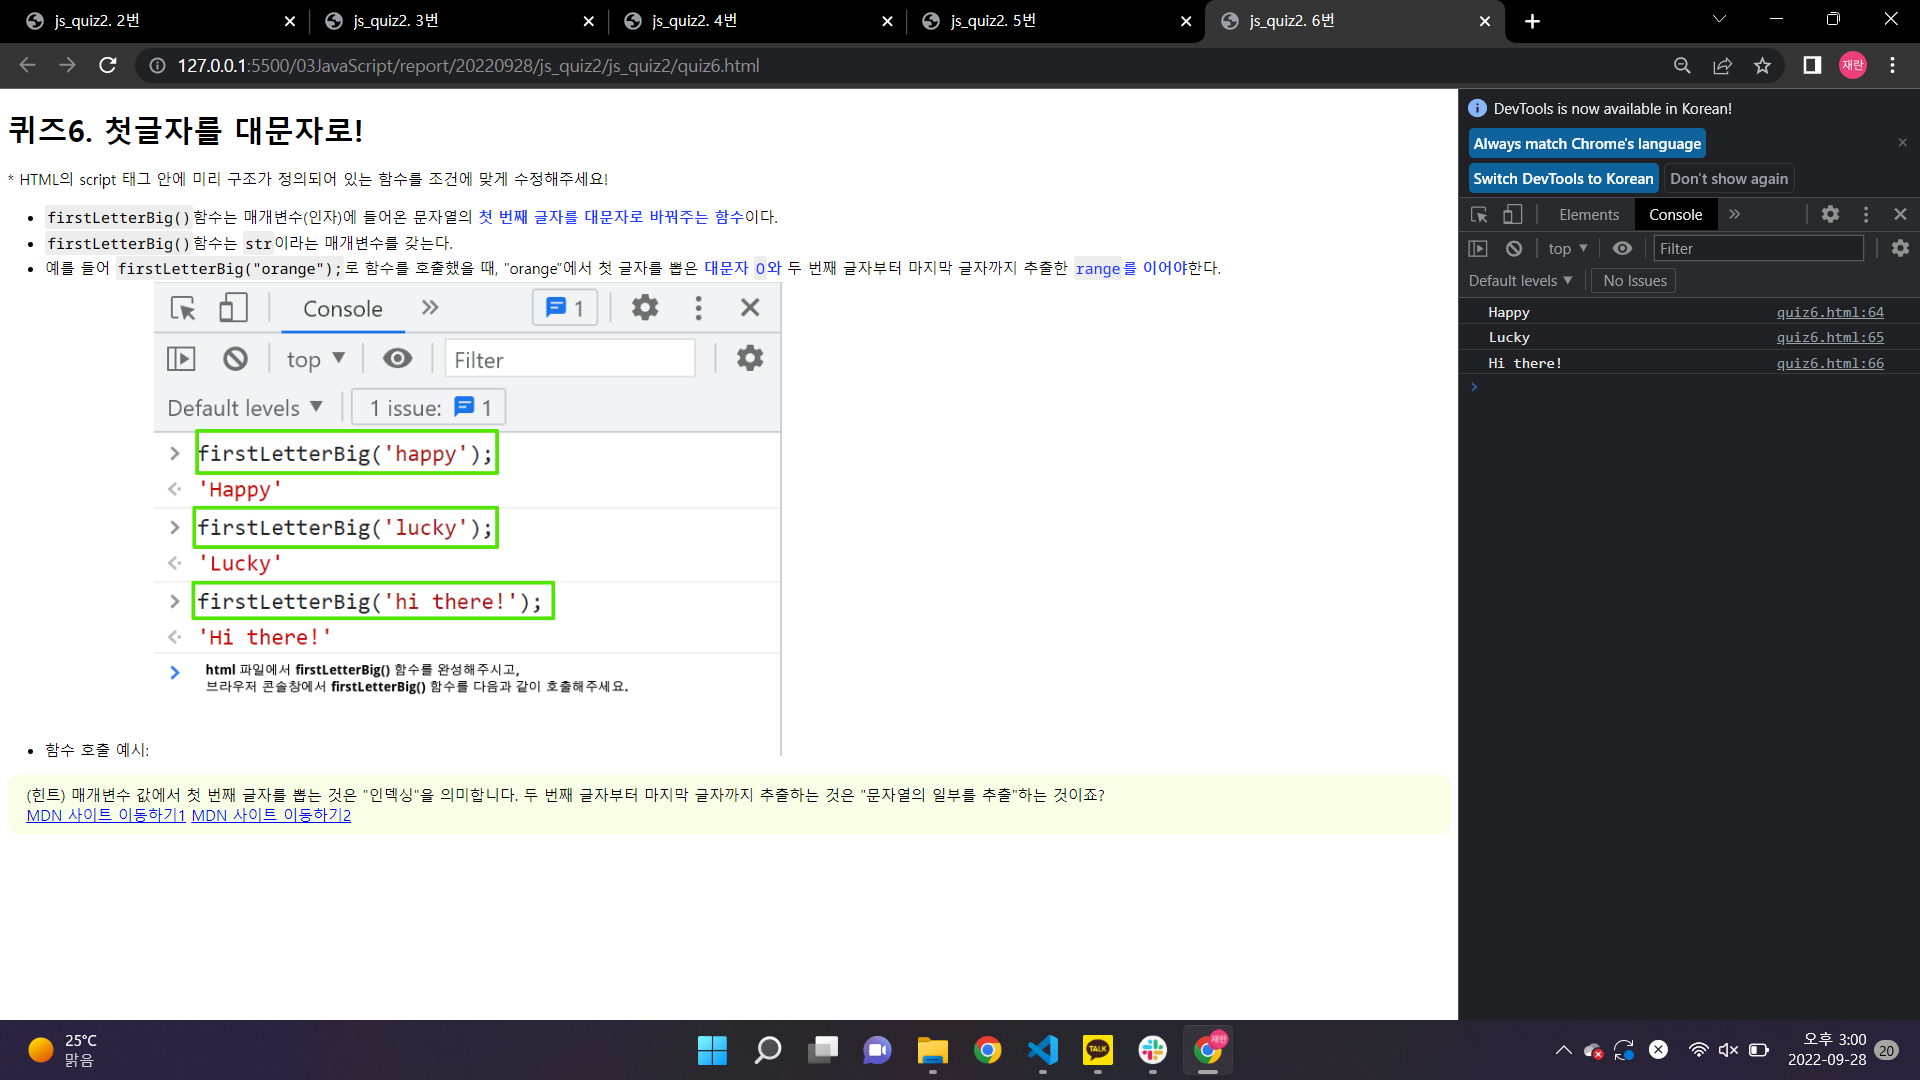 js_quiz2. 2번
js_quiz2. 3번
js_quiz2. 4번
js_quiz2. 5번
js_quiz2. 6번
127.0.0.1:5500/03JavaScript/report/20220928/js_quiz2/js_quiz2/quiz6.html
재란
퀴즈6. 첫글자를 대문자로!
* HTML의 script 태그 안에 미리 구조가 정의되어 있는 함수를 조건에 맞게 수정해주세요!
firstLetterBig()함수는 매개변수(인자)에 들어온 문자열의 첫 번째 글자를 대문자로 바꿔주는 함수이다.
firstLetterBig()함수는 str이라는 매개변수를 갖는다.
예를 들어 firstLetterBig("orange");로 함수를 호출했을 때, "orange"에서 첫 글자를 뽑은 대문자 O와 두 번째 글자부터 마지막 글자까지 추출한 range를 이어야한다.
Console
1
top
Filter
Default levels
1 issue: 1
firstLetterBig('happy');
'Happy'
firstLetterBig('lucky');
'Lucky'
firstLetterBig('hi there!');
'Hi there!'
html 파일에서 firstLetterBig() 함수를 완성해주시고,
브라우저 콘솔창에서 firstLetterBig() 함수를 다음과 같이 호출해주세요.
함수 호출 예시:
(힌트) 매개변수 값에서 첫 번째 글자를 뽑는 것은 "인덱싱"을 의미합니다. 두 번째 글자부터 마지막 글자까지 추출하는 것은 "문자열의 일부를 추출"하는 것이죠?
MDN 사이트 이동하기1 MDN 사이트 이동하기2
DevTools is now available in Korean!
Always match Chrome's language
Switch DevTools to Korean
Don't show again
Elements
Console
top
Filter
Default levels
No Issues
Happy quiz6.html:64
Lucky quiz6.html:65
Hi there! quiz6.html:66
25°C
맑음
TALK
재란
오후 3:00
2022-09-28
20